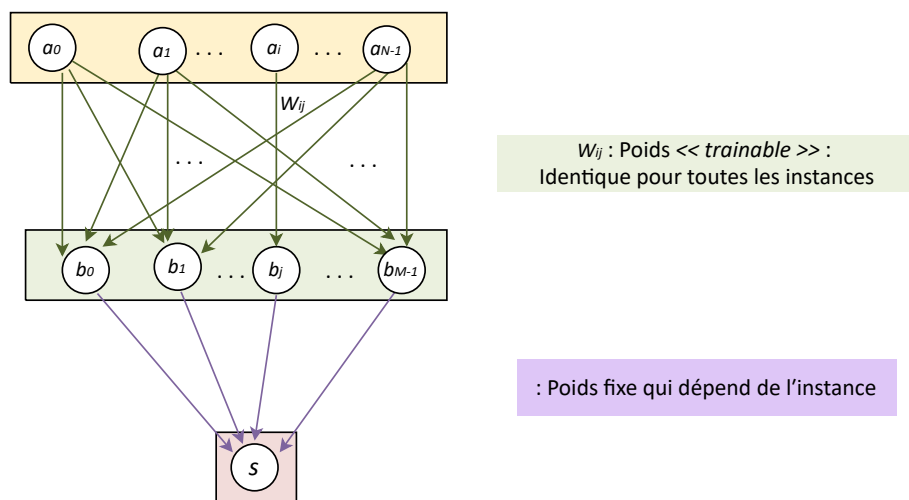 a0 a1 . . . ai . . . aN-1
Wij
. . . . . .
Wij : Poids << trainable >> :
Identique pour toutes les instances
b0 b1 . . . bj . . . bM-1
: Poids fixe qui dépend de l'instance
s